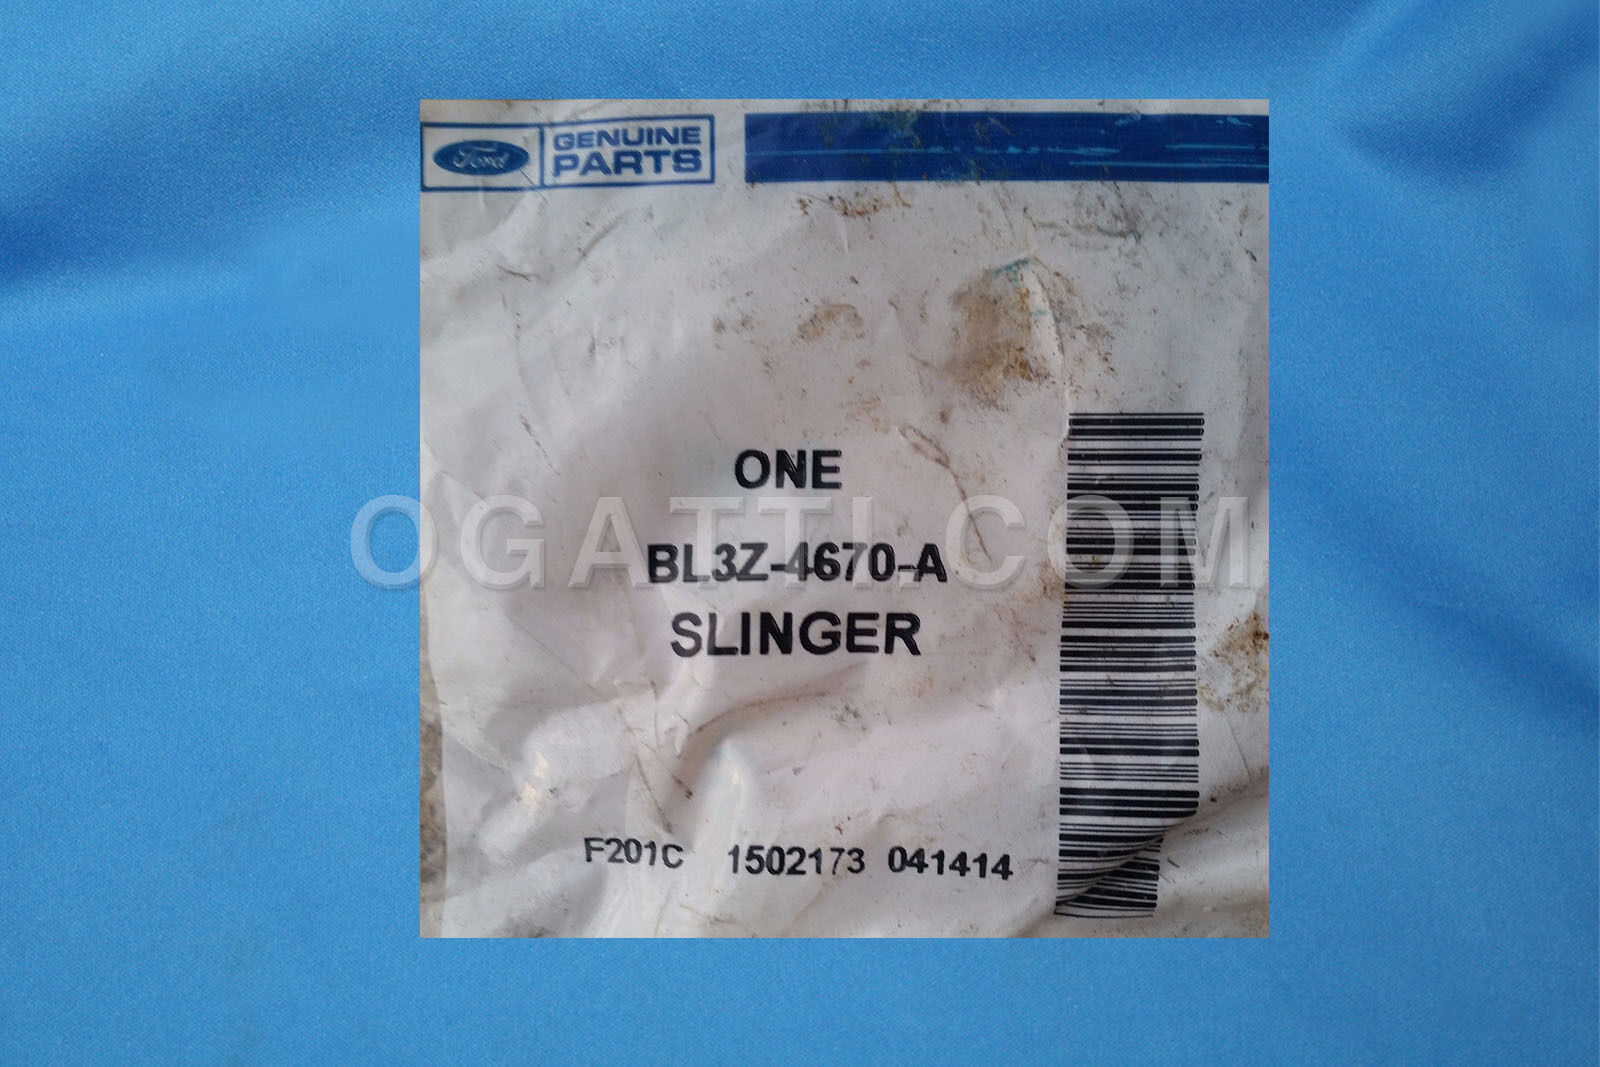 Ford
GENUINE
PARTS
ONE
OGATTI.COM
BL3Z-4670-A
SLINGER
F201C 1502173 041414